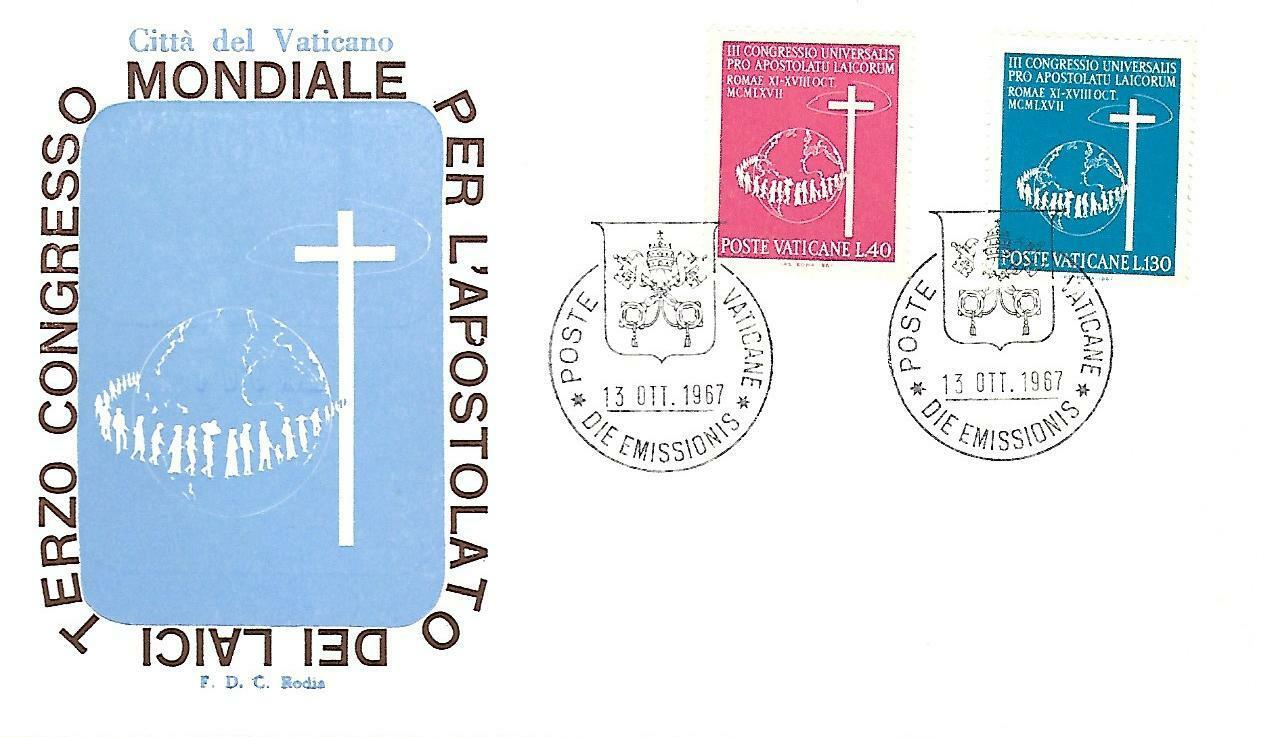 Città del Vaticano
TERZO CONGRESSO
MONDIALE
PER L'APOSTOLATO
DEI LAICI
F. D. C. Rodia
III CONGRESSIO UNIVERSALIS
PRO APOSTOLATU LAICORUM
ROMAE XI-XVIII OCT.
MCMLXVII
POSTE VATICANE L.40
III CONGRESSIO UNIVERSALIS
PRO APOSTOLATU LAICORUM
ROMAE XI-XVIII OCT.
MCMLXVII
POSTE VATICANE L.130
POSTE VATICANE
13 OTT. 1967
* DIE EMISSIONIS *
POSTE VATICANE
13 OTT. 1967
* DIE EMISSIONIS *